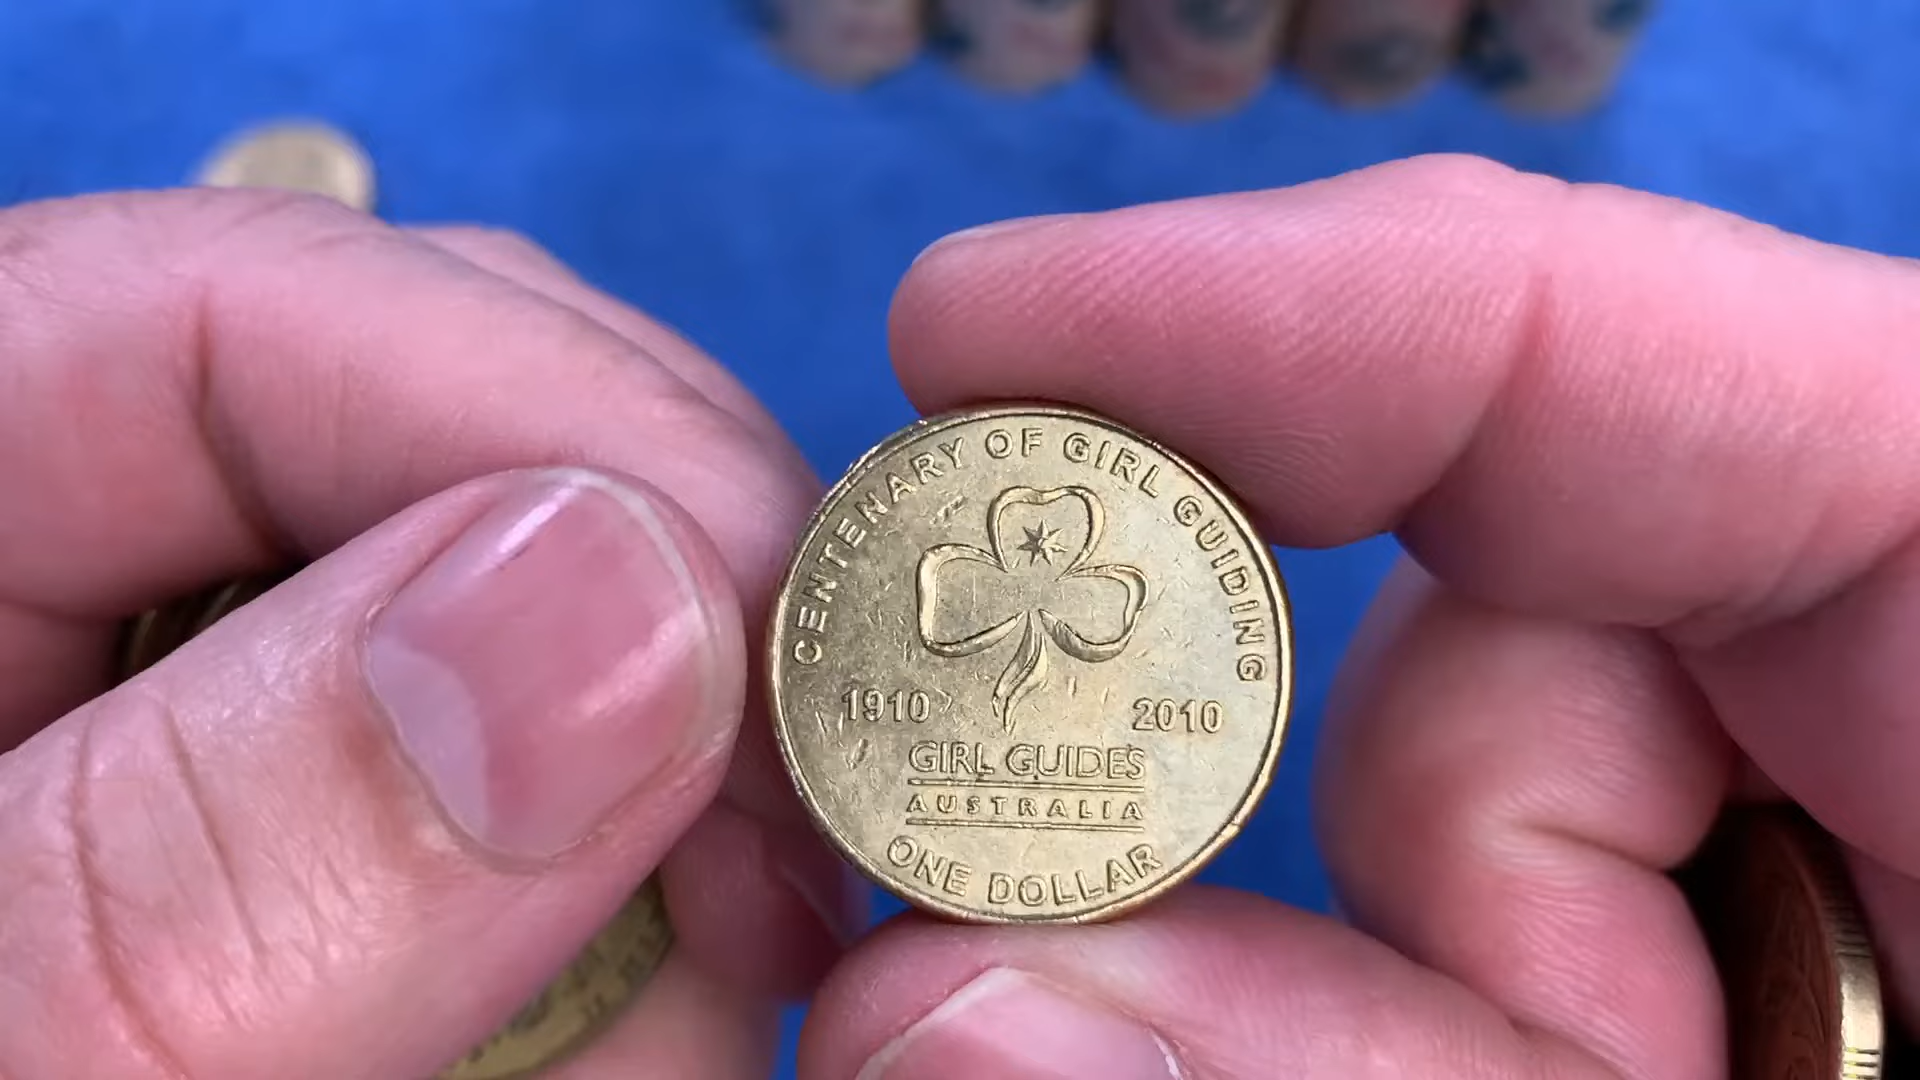 CENTENARY OF GIRL GUIDING
1910 2010
GIRL GUIDES
AUSTRALIA
ONE DOLLAR